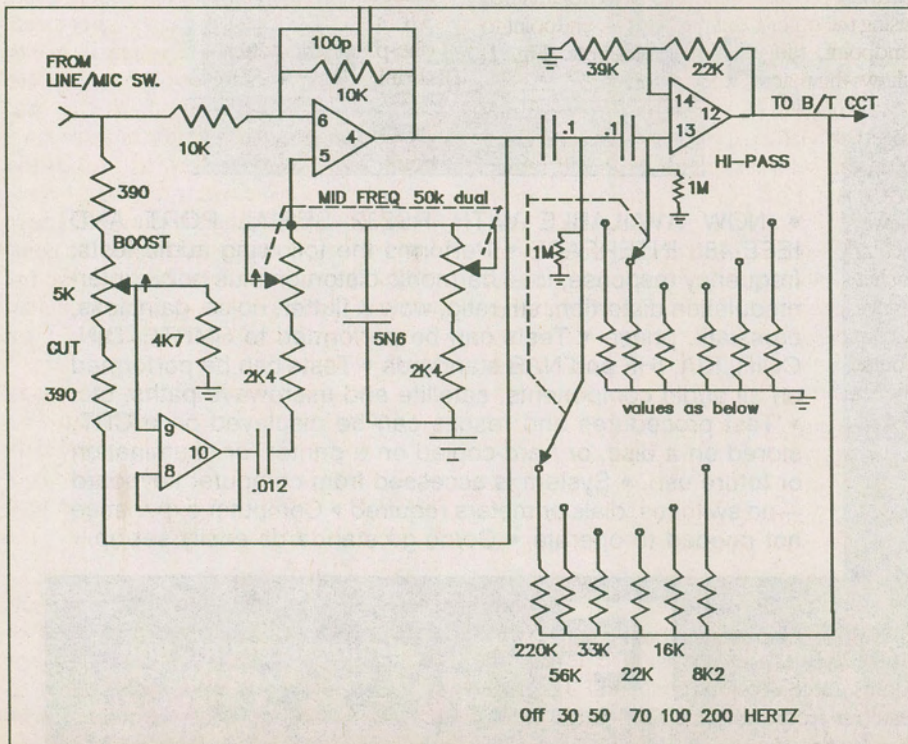 100p
FROM
LINE/MIC SW.
10K
10K
6
5
4
39K
22K
14
13
12
TO B/T CCT
.1
.1
HI-PASS
1M
1M
390
MID FREQ 50k dual
BOOST
5K
4K7
CUT
5N6
2K4
2K4
values as below
390
9
8
10
.012
220K 33K 16K
56K 22K 8K2
Off 30 50 70 100 200 HERTZ